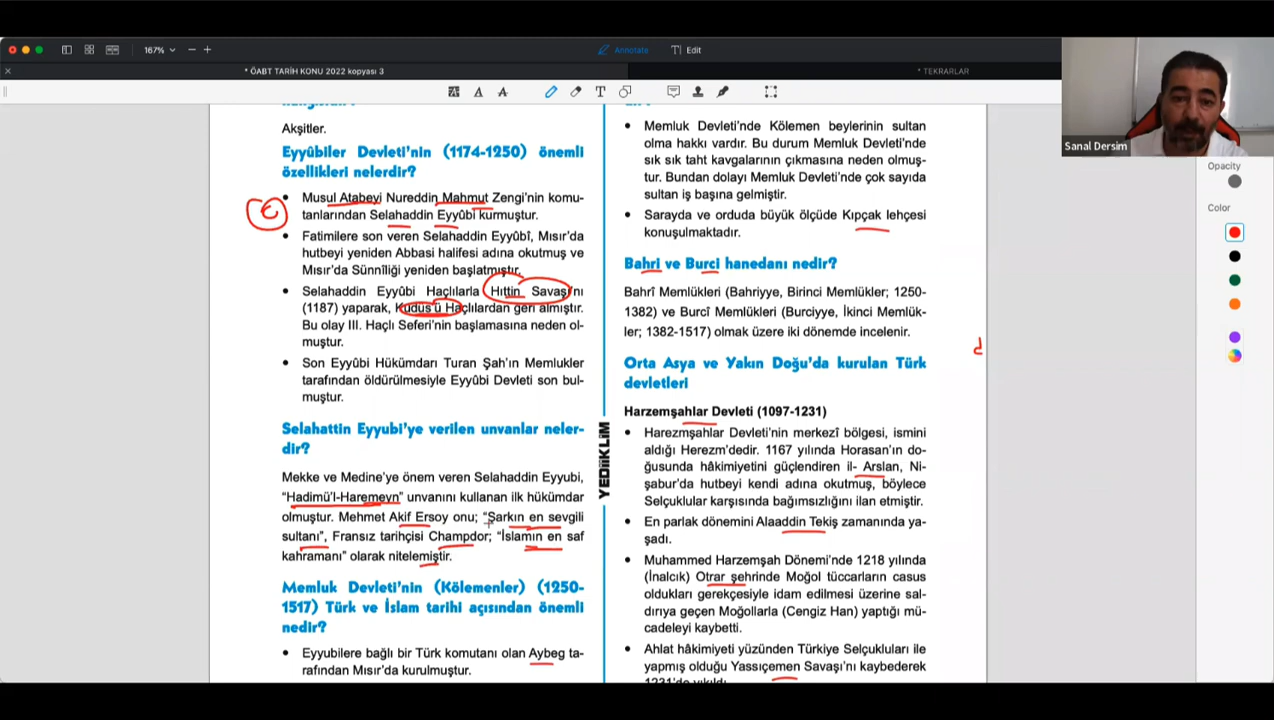 167%
Annotate
Edit
* ÖABT TARİH KONU 2022 kopyası 3
* TEKRARLAR
Sanal Dersim
Opacity
Color
Akşitler.
Eyyûbiler Devleti'nin (1174-1250) önemli
özellikleri nelerdir?
Musul Atabeyi Nureddin Mahmut Zengi'nin komu-
tanlarından Selahaddin Eyyûbî kurmuştur.
Fatimilere son veren Selahaddin Eyyûbî, Mısır'da
hutbeyi yeniden Abbasi halifesi adına okutmuş ve
Mısır'da Sünnîliği yeniden başlatmıştır.
Selahaddin Eyyûbi Haçlılarla Hıttin Savaşı'nı
(1187) yaparak, Kudüs'ü Haçlılardan geri almıştır.
Bu olay III. Haçlı Seferi'nin başlamasına neden ol-
muştur.
Son Eyyûbi Hükümdarı Turan Şah'ın Memlukler
tarafından öldürülmesiyle Eyyûbi Devleti son bul-
muştur.
Selahattin Eyyubi'ye verilen unvanlar neler-
dir?
Mekke ve Medine'ye önem veren Selahaddin Eyyubi,
“Hadimü'l-Haremeyn” unvanını kullanan ilk hükümdar
olmuştur. Mehmet Akif Ersoy onu; “Şarkın en sevgili
sultanı”, Fransız tarihçisi Champdor; “İslamın en saf
kahramanı” olarak nitelemiştir.
Memluk Devleti'nin (Kölemenler) (1250-
1517) Türk ve İslam tarihi açısından önemli
nedir?
Eyyubilere bağlı bir Türk komutanı olan Aybeg ta-
rafından Mısır'da kurulmuştur.
YEDİİKLİM
Memluk Devleti'nde Kölemen beylerinin sultan
olma hakkı vardır. Bu durum Memluk Devleti'nde
sık sık taht kavgalarının çıkmasına neden olmuş-
tur. Bundan dolayı Memluk Devleti'nde çok sayıda
sultan iş başına gelmiştir.
Sarayda ve orduda büyük ölçüde Kıpçak lehçesi
konuşulmaktadır.
Bahri ve Burci hanedanı nedir?
Bahrî Memlükleri (Bahriyye, Birinci Memlükler; 1250-
1382) ve Burcî Memlükleri (Burciyye, İkinci Memlük-
ler; 1382-1517) olmak üzere iki dönemde incelenir.
Orta Asya ve Yakın Doğu'da kurulan Türk
devletleri
Harzemşahlar Devleti (1097-1231)
Harezmşahlar Devleti'nin merkezî bölgesi, ismini
aldığı Herezm'dedir. 1167 yılında Horasan'ın do-
ğusunda hâkimiyetini güçlendiren il- Arslan, Ni-
şabur'da hutbeyi kendi adına okutmuş, böylece
Selçuklular karşısında bağımsızlığını ilan etmiştir.
En parlak dönemini Alaaddin Tekiş zamanında ya-
şadı.
Muhammed Harzemşah Dönemi'nde 1218 yılında
(İnalcık) Otrar şehrinde Moğol tüccarların casus
oldukları gerekçesiyle idam edilmesi üzerine sal-
dırıya geçen Moğollarla (Cengiz Han) yaptığı mü-
cadeleyi kaybetti.
Ahlat hâkimiyeti yüzünden Türkiye Selçukluları ile
yapmış olduğu Yassıçemen Savaşı'nı kaybederek
1231'de yıkıldı.